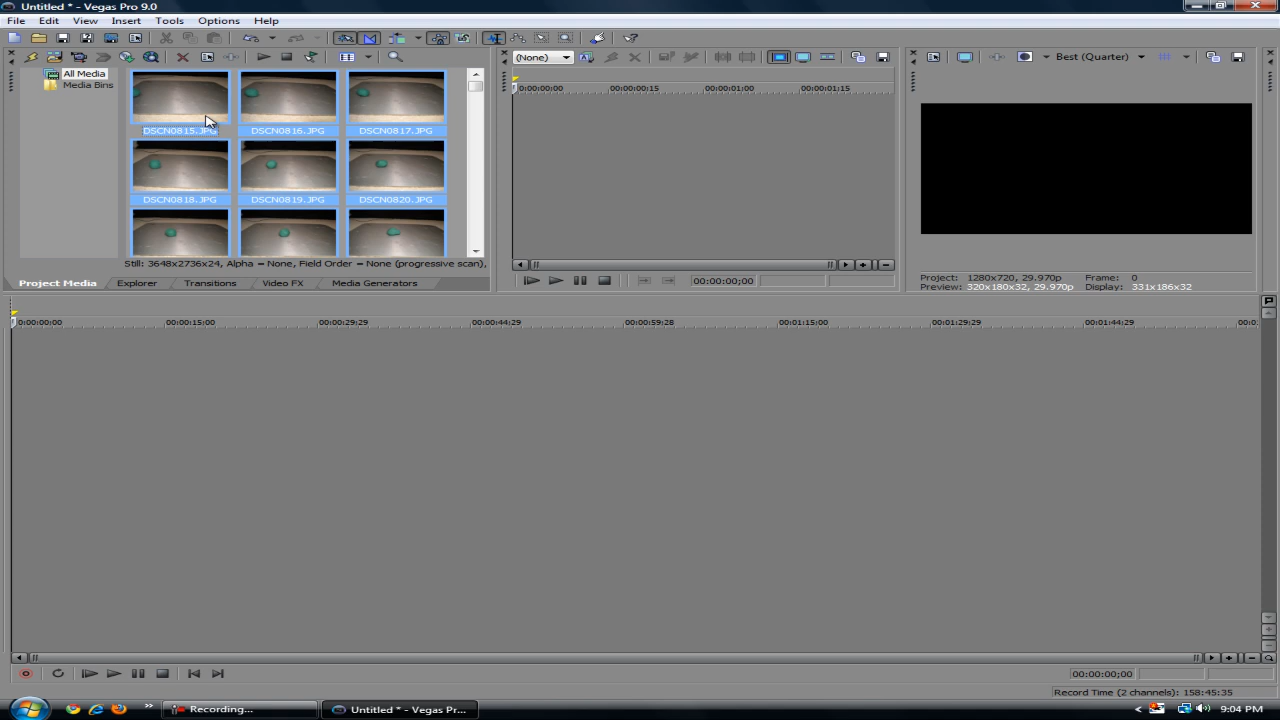 Untitled * - Vegas Pro 9.0
File Edit View Insert Tools Options Help
(None)
Best (Quarter)
All Media
Media Bins
0:00:00:00 00:00:00:15 00:00:01:00 00:00:01:15
DSCN0815.JPG DSCN0816.JPG DSCN0817.JPG
DSCN0818.JPG DSCN0819.JPG DSCN0820.JPG
Still: 3648x2736x24, Alpha = None, Field Order = None (progressive scan),
00:00:00;00
Project: 1280x720, 29.970p Frame: 0
Preview: 320x180x32, 29.970p Display: 331x186x32
Project Media Explorer Transitions Video FX Media Generators
0:00:00:00 00:00:15:00 00:00:29:29 00:00:44:29 00:00:59:28 00:01:15:00 00:01:29:29 00:01:44:29 00:0
00:00:00;00
Record Time (2 channels): 158:45:35
Recording...
Untitled * - Vegas Pr...
9:04 PM